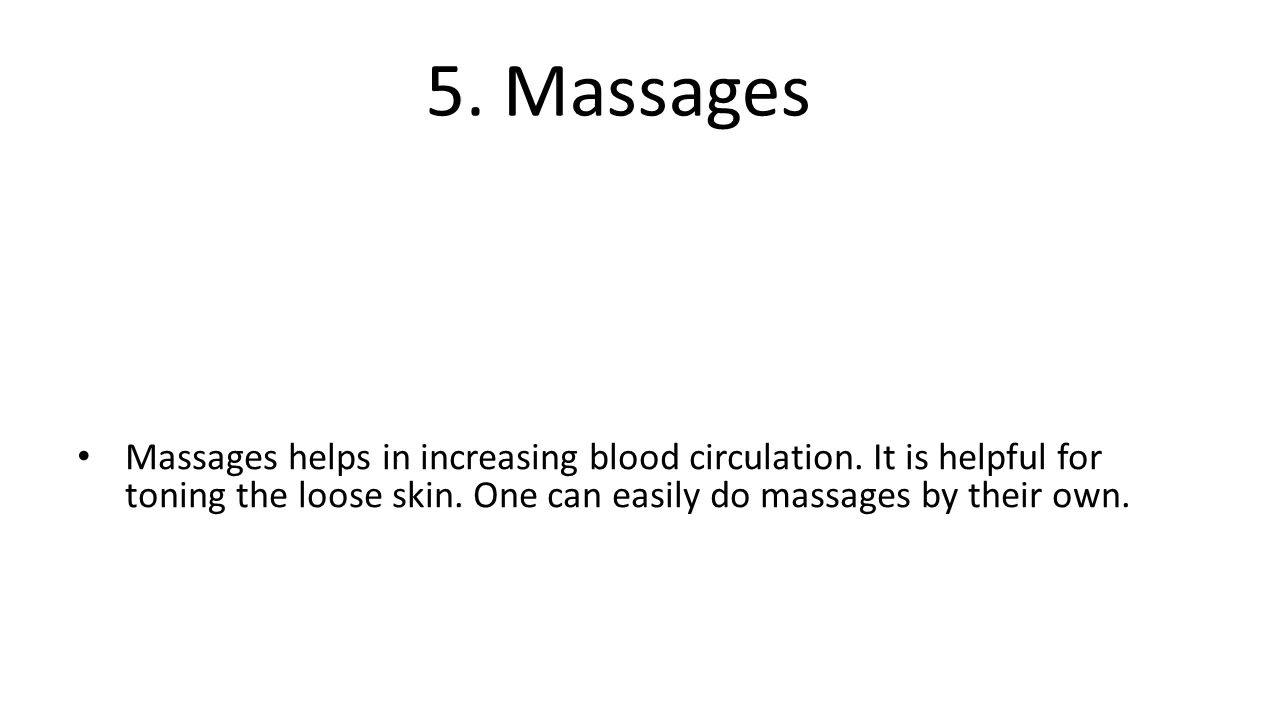 5. Massages
• Massages helps in increasing blood circulation. It is helpful for
toning the loose skin. One can easily do massages by their own.